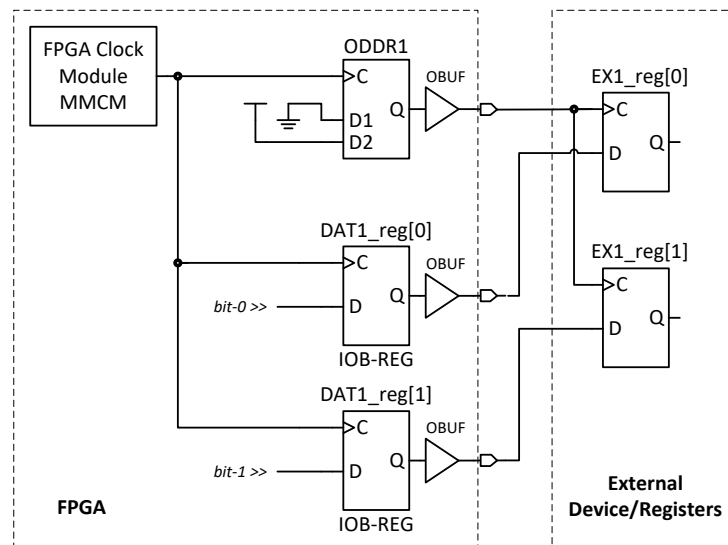 FPGA Clock
Module
MMCM
ODDR1
C
Q
D1
D2
OBUF
EX1_reg[0]
C
Q
D
DAT1_reg[0]
C
Q
bit-0 >>
D
OBUF
IOB-REG
EX1_reg[1]
C
Q
D
DAT1_reg[1]
C
Q
bit-1 >>
D
OBUF
IOB-REG
FPGA
External
Device/Registers